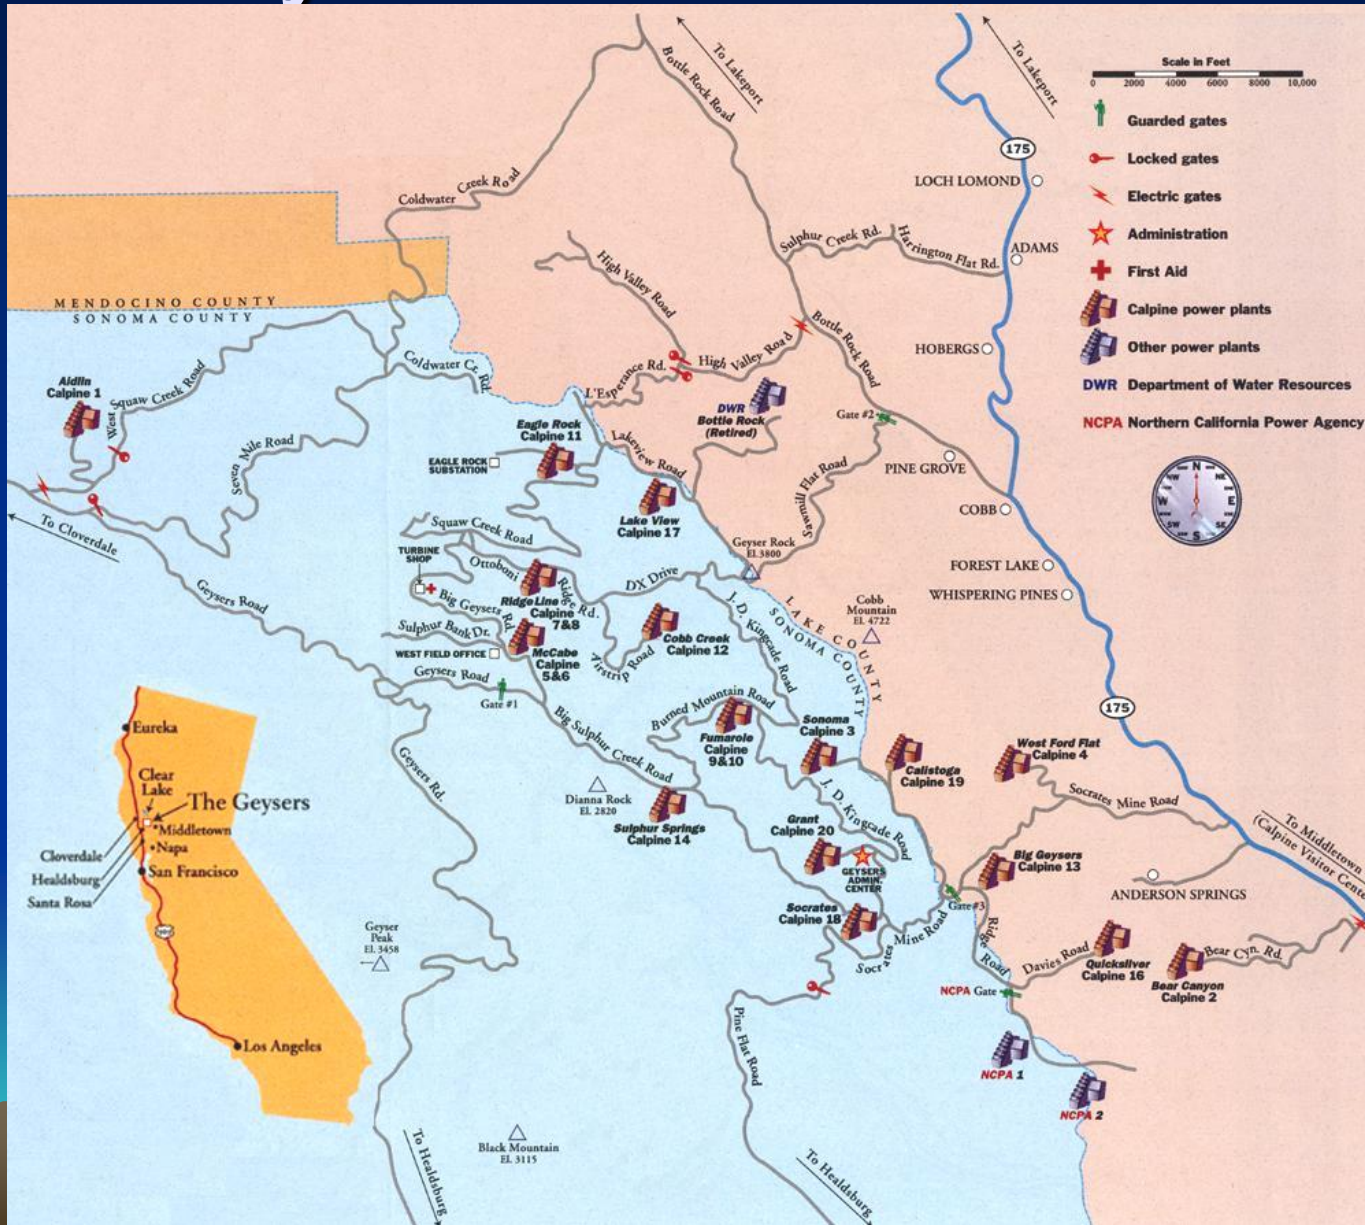 To Lakeport
To Lakeport
Bottle Rock Road
Scale in Feet
0 2000 4000 6000 8000 10,000
Guarded gates
Locked gates
Electric gates
Administration
First Aid
Calpine power plants
Other power plants
DWR Department of Water Resources
NCPA Northern California Power Agency
175
LOCH LOMOND
Coldwater Creek Road
Sulphur Creek Rd.
Harrington Flat Rd.
ADAMS
High Valley Road
MENDOCINO COUNTY
SONOMA COUNTY
Bottle Rock Road
High Valley Road
HOBERGS
Coldwater Cr. Rd.
L'Esperance Rd.
Aidlin
Calpine 1
West Squaw Creek Road
DWR
Bottle Rock
(Retired)
Gate #2
Eagle Rock
Calpine 11
Lakeview Road
EAGLE ROCK
SUBSTATION
Seven Mile Road
PINE GROVE
Sawmill Flat Road
N
NE
E
SE
S
SW
W
NW
COBB
Lake View
Calpine 17
To Cloverdale
Squaw Creek Road
Geyser Rock
El. 3800
TURBINE
SHOP
Ottoboni Ridge Rd.
DX Drive
FOREST LAKE
WHISPERING PINES
Geysers Road
Big Geysers Rd.
Ridge Line
Calpine
7&8
J. D. Kingcade Road
LAKE COUNTY
SONOMA COUNTY
Cobb
Mountain
El. 4722
Sulphur Bank Dr.
Cobb Creek
Calpine 12
WEST FIELD OFFICE
McCabe
Calpine
5&6
Airstrip Road
Geysers Road
Gate #1
Burned Mountain Road
175
Big Sulphur Creek Road
Fumarole
Calpine
9&10
Sonoma
Calpine 3
Calistoga
Calpine 19
West Ford Flat
Calpine 4
Eureka
Clear
Lake
The Geysers
Middletown
Napa
Cloverdale
Healdsburg
San Francisco
Santa Rosa
Los Angeles
Geysers Rd.
Dianna Rock
El. 2820
Sulphur Springs
Calpine 14
J. D. Kingcade Road
Socrates Mine Road
To Middletown
(Calpine Visitor Cente
Grant
Calpine 20
GEYSERS
ADMIN.
CENTER
Big Geysers
Calpine 13
ANDERSON SPRINGS
Socrates
Calpine 18
Gate #3
Socrates Mine Road
Ridge Road
Geyser
Peak
El. 3458
Davies Road
Quicksilver
Calpine 16
Bear Cyn. Rd.
Bear Canyon
Calpine 2
NCPA Gate
Pine Flat Road
NCPA 1
NCPA 2
Black Mountain
El. 3115
To Healdsburg
To Healdsburg